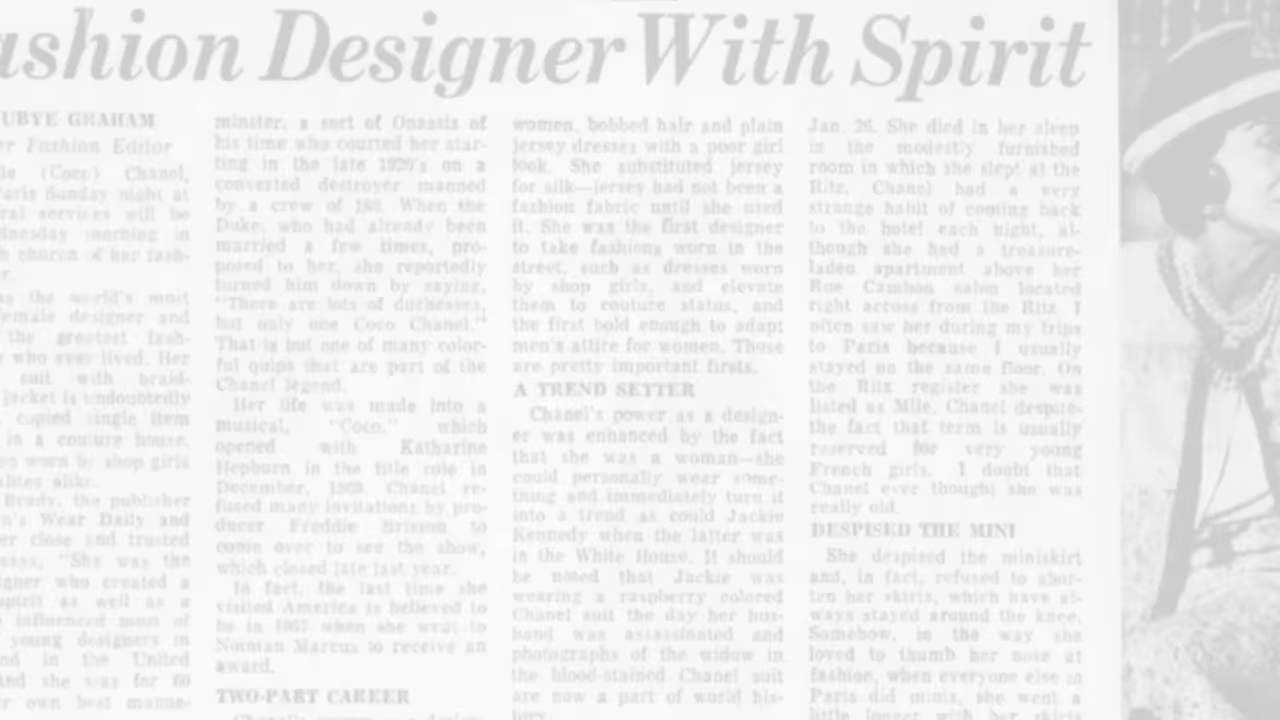 ashion Designer With Spirit
UBYE GRAHAM
er Fashion Editor
le (Coco) Chanel,
Paris Sunday night at
ral services will be
dnesday morning in
h church of her fash-
r.
as the world's most
female designer and
the greatest fash-
who ever lived. Her
suit with braid-
jacket is undoubtedly
copied single item
in a couture house,
en worn by shop girls
alites alike.
Brady, the publisher
n's Wear Daily and
er close and trusted
says, "She was the
igner who created a
spirit as well as a
influenced most of
young designers in
nd in the United
And she was for 60
r own best manne-
minster, a sort of Onassis of
his time who courted her star-
ting in the late 1920's on a
converted destroyer manned
by a crew of 180. When the
Duke, who had already been
married a few times, pro-
posed to her, she reportedly
turned him down by saying,
"There are lots of duchesses,
but only one Coco Chanel."
That is but one of many color-
ful quips that are part of the
Chanel legend.
Her life was made into a
musical, "Coco," which
opened with Katharine
Hepburn in the title role in
December, 1969. Chanel re-
fused many invitations by pro-
ducer Freddie Brisson to
come over to see the show,
which closed late last year.
In fact, the last time she
visited America is believed to
be in 1957 when she went to
Neiman Marcus to receive an
award.
TWO-PART CAREER
Chanel's
women, bobbed hair and plain
jersey dresses with a poor girl
look. She substituted jersey
for silk—jersey had not been a
fashion fabric until she used
it. She was the first designer
to take fashions worn in the
street, such as dresses worn
by shop girls, and elevate
them to couture status, and
the first bold enough to adapt
men's attire for women. Those
are pretty important firsts.
A TREND SETTER
Chanel's power as a design-
er was enhanced by the fact
that she was a woman—she
could personally wear some-
thing and immediately turn it
into a trend as could Jackie
Kennedy when the latter was
in the White House. It should
be noted that Jackie was
wearing a raspberry colored
Chanel suit the day her hus-
band was assassinated and
photographs of the widow in
the blood-stained Chanel suit
are now a part of world his-
tory.
Jan. 26. She died in her sleep
in the modestly furnished
room in which she slept at the
Ritz. Chanel had a very
strange habit of coming back
to the hotel each night, al-
though she had a treasure-
laden apartment above her
Rue Cambon salon located
right across from the Ritz. I
often saw her during my trips
to Paris because I usually
stayed on the same floor. On
the Ritz register she was
listed as Mlle. Chanel despite
the fact that term is usually
reserved for very young
French girls. I doubt that
Chanel ever thought she was
really old.
DESPISED THE MINI
She despised the miniskirt
and, in fact, refused to shor-
ten her skirts, which have al-
ways stayed around the knee.
Somehow, in the way she
loved to thumb her nose at
fashion, when everyone else in
Paris did minis, she went a
little longer with her skirts